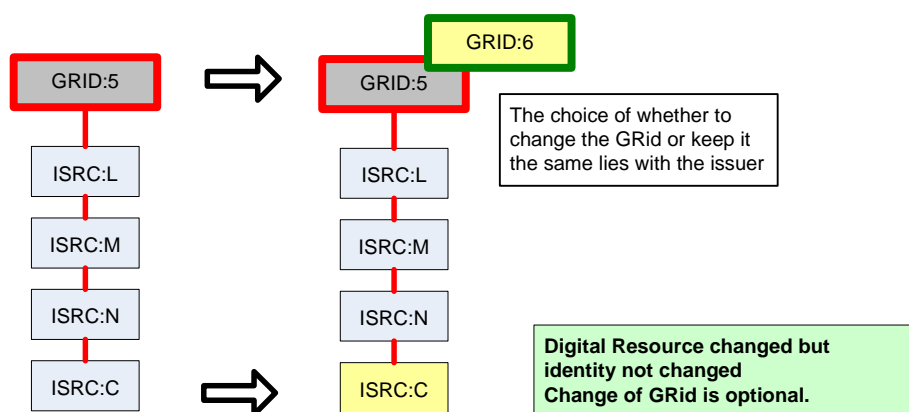 GRID:6
GRID:5
GRID:5
The choice of whether to
change the GRid or keep it
the same lies with the issuer
ISRC:L
ISRC:L
ISRC:M
ISRC:M
ISRC:N
ISRC:N
Digital Resource changed but
identity not changed
Change of GRid is optional.
ISRC:C
ISRC:C